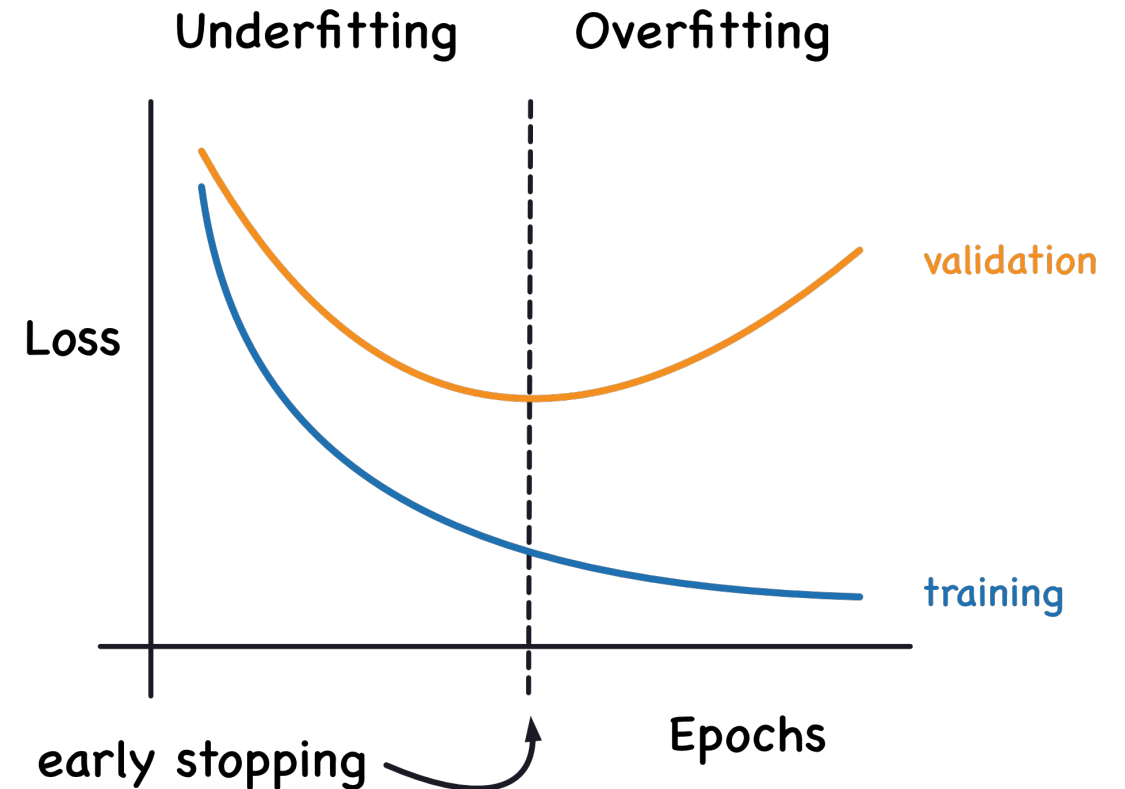 Underfitting
Overfitting
validation
Loss
training
Epochs
early stopping